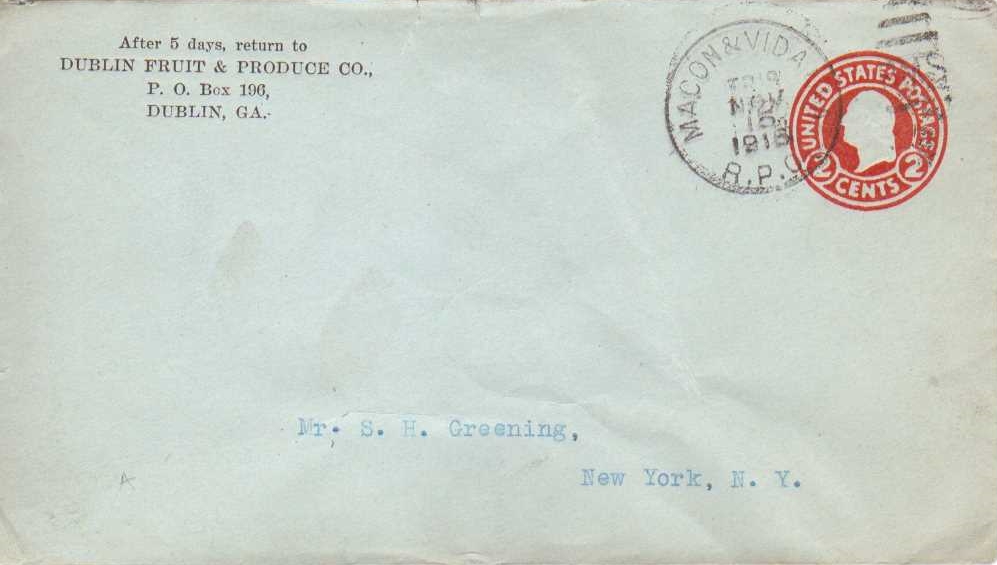 After 5 days, return to
DUBLIN FRUIT & PRODUCE CO.,
P. O. Box 196,
DUBLIN, GA.
MACON & VIDA
NOV
15
R.P.O
UNITED STATES POSTAGE
2 CENTS 2
Mr. S. H. Greening,
New York, N. Y.
A